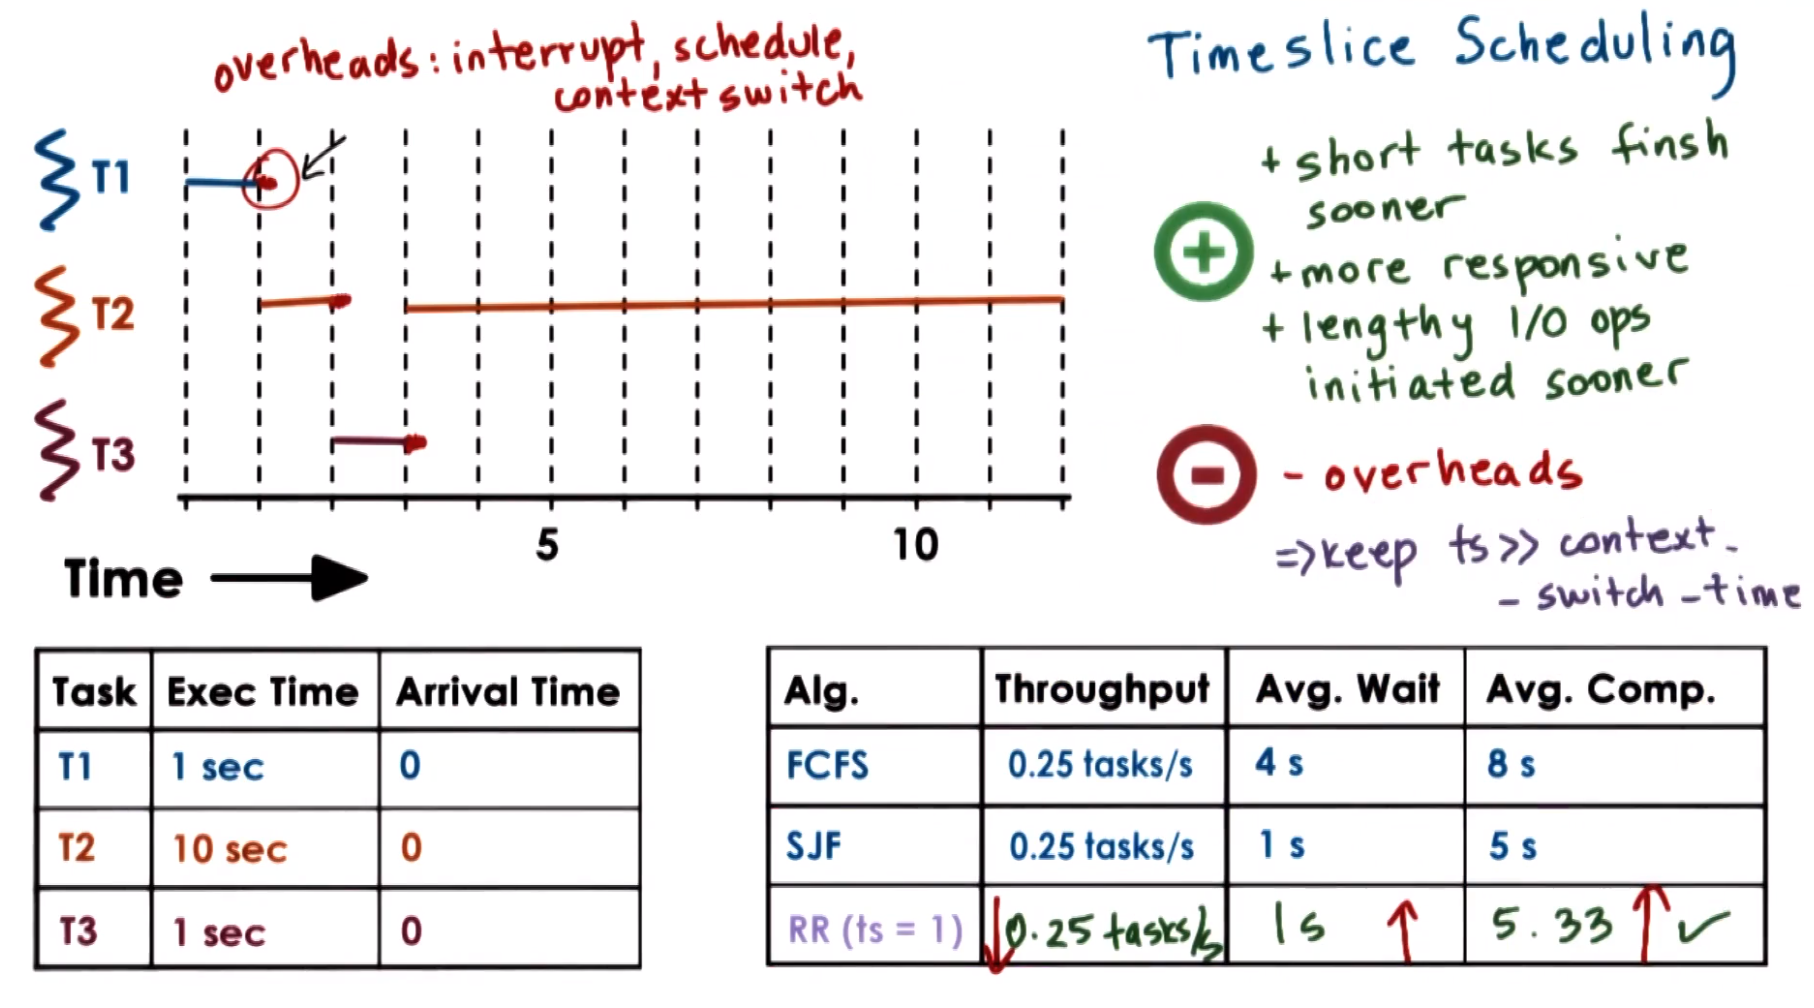 overheads: interrupt, schedule,
context switch
Timeslice Scheduling
T1
T2
T3
5
10
Time
+ short tasks finsh
sooner
+ more responsive
+ lengthy I/O ops
initiated sooner
- overheads
=> keep ts >> context-
- switch - time
Task Exec Time Arrival Time
T1 1 sec 0
T2 10 sec 0
T3 1 sec 0
Alg. Throughput Avg. Wait Avg. Comp.
FCFS 0.25 tasks/s 4 s 8 s
SJF 0.25 tasks/s 1 s 5 s
RR (ts = 1) 0.25 tasks/s 1s 5.33